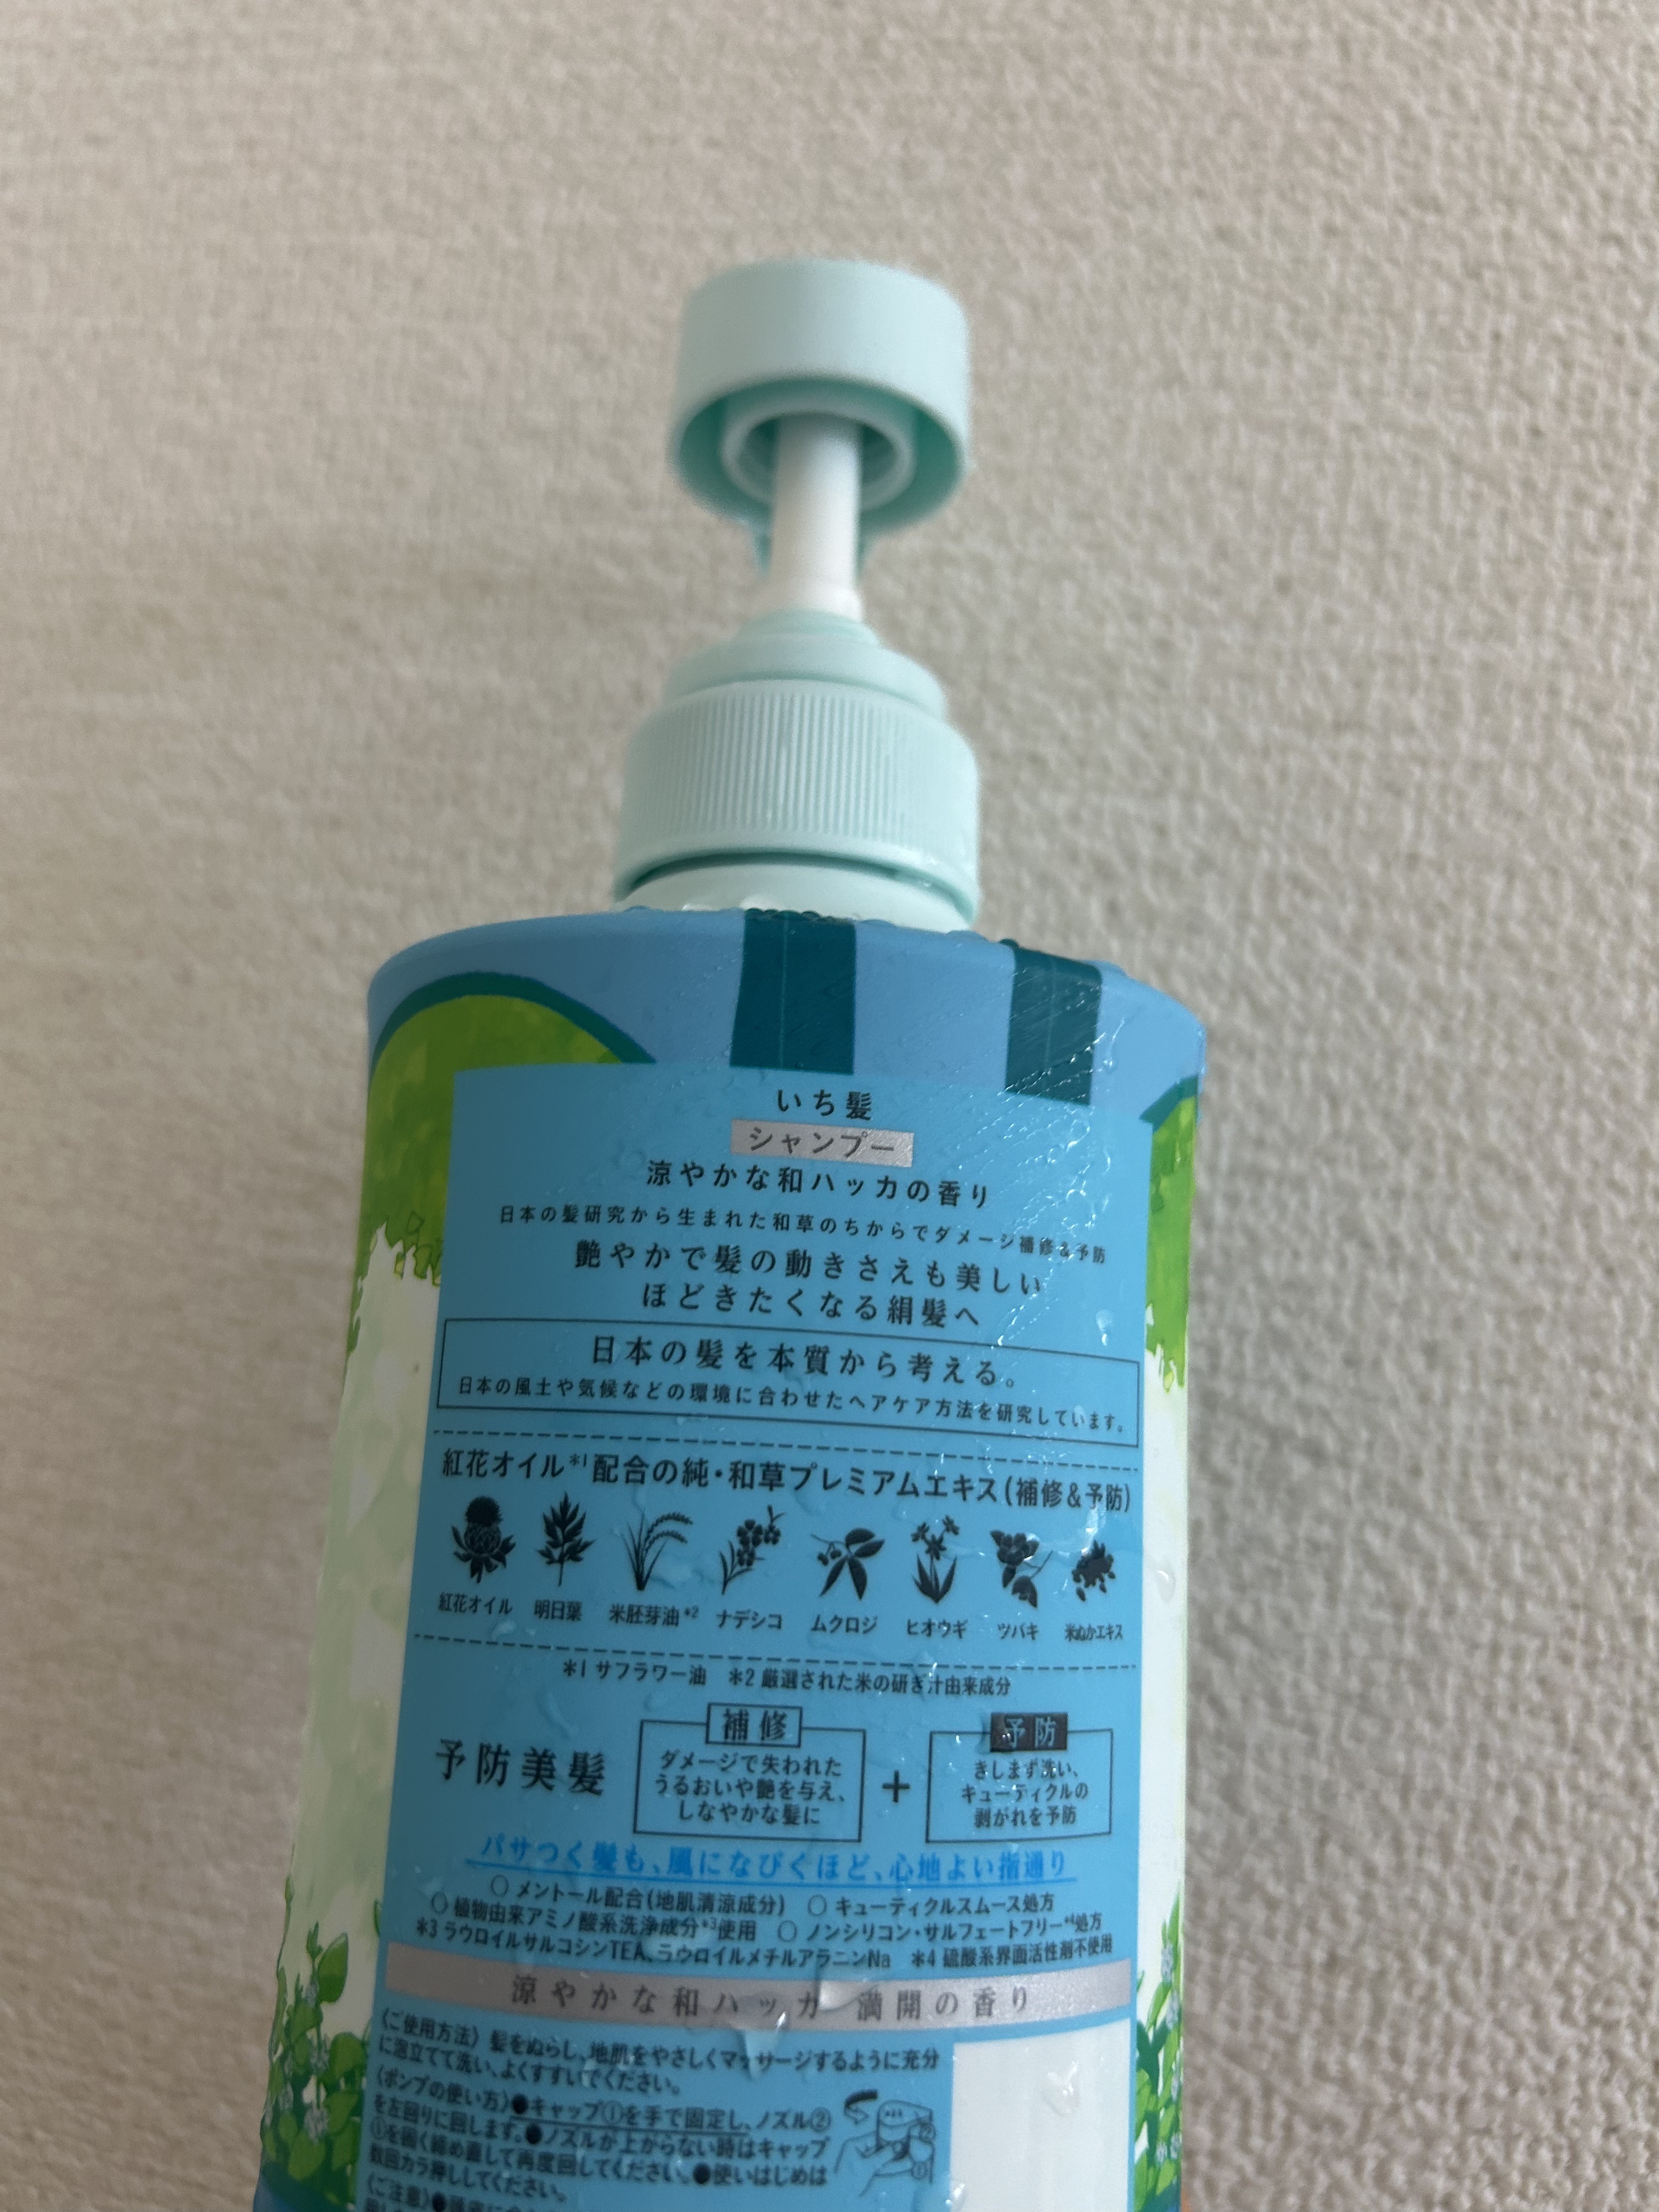 いち髪
シャンプー
涼やかな和ハッカの香り
日本の髪研究から生まれた和草のちからでダメージ補修&予防
艶やかで髪の動きさえも美しい
ほどきたくなる絹髪へ
日本の髪を本質から考える。
日本の風土や気候などの環境に合わせたヘアケア方法を研究しています。
紅花オイル*1配合の純・和草プレミアムエキス(補修&予防)
紅花オイル 明日葉 米胚芽油*2 ナデシコ ムクロジ ヒオウギ ツバキ 米ぬかエキス
*1 サフラワー油 *2 厳選された米の研ぎ汁由来成分
予防美髪
補修
ダメージで失われた
うるおいや艶を与え、
しなやかな髪に
+
予防
きしまず洗い、
キューティクルの
剥がれを予防
パサつく髪も、風になびくほど、心地よい指通り
○ メントール配合(地肌清涼成分) ○ キューティクルスムース処方
○ 植物由来アミノ酸系洗浄成分*3使用 ○ ノンシリコン・サルフェートフリー*4処方
*3 ラウロイルサルコシンTEA、ラウロイルメチルアラニンNa *4 硫酸系界面活性剤不使用
涼やかな和ハッカ 満開の香り
〈ご使用方法〉髪をぬらし、地肌をやさしくマッサージするように充分
に泡立てて洗い、よくすすいでください。
〈ポンプの使い方〉●キャップ①を手で固定し、ノズル②
を左回りに回します。●ノズルが上がらない時はキャップ
①を固く締め直して再度回してください。●使いはじめは
数回カラ押ししてください。
②
①
〈ご注意〉●